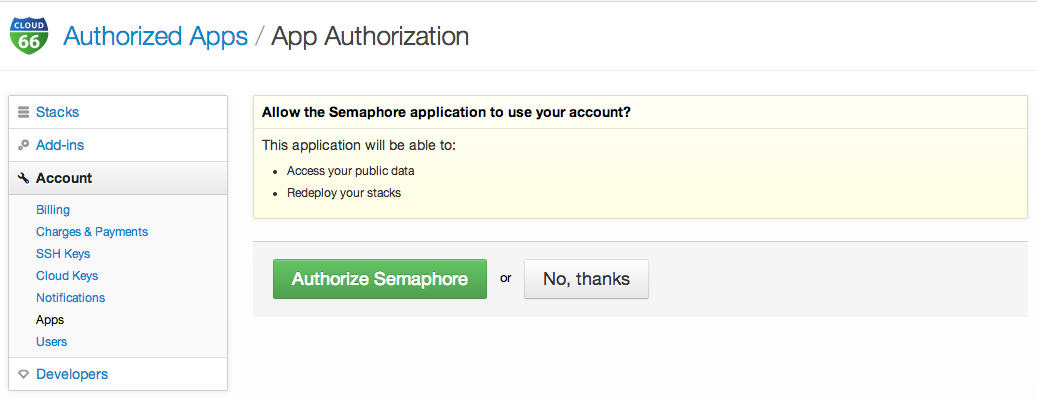 CLOUD
66
Authorized Apps / App Authorization
Stacks
Add-ins
Account
Billing
Charges & Payments
SSH Keys
Cloud Keys
Notifications
Apps
Users
Developers
Allow the Semaphore application to use your account?
This application will be able to:
• Access your public data
• Redeploy your stacks
Authorize Semaphore or No, thanks